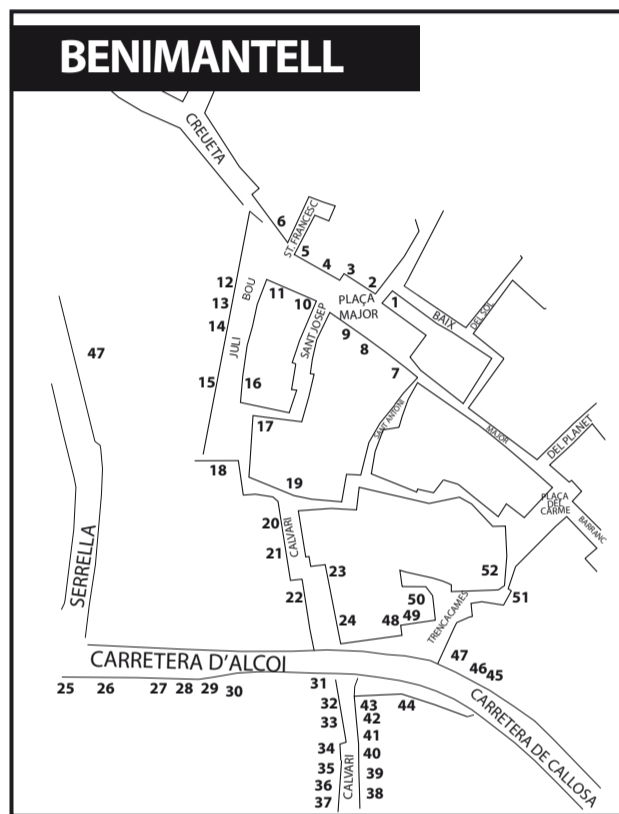 BENIMANTELL
CREUETA
6
ST. FRANCESC
5
4
3
2
12
BOU
11
10
PLAÇA
MAJOR
1
13
BAIX
DEL SOL
14
JULI
SANT JOSEP
9
8
47
15
16
7
17
SANT ANTONI
MAJOR
DEL PLANET
18
19
PLAÇA
DEL
CARME
BARRANC
20
CALVARI
21
SERRELLA
23
52
22
50
51
24
48
49
TRENCACAMES
47
46
45
CARRETERA D'ALCOI
25
26
27
28
29
30
31
32
43
44
CARRETERA DE CALLOSA
33
42
41
34
40
35
CALVARI
39
36
38
37